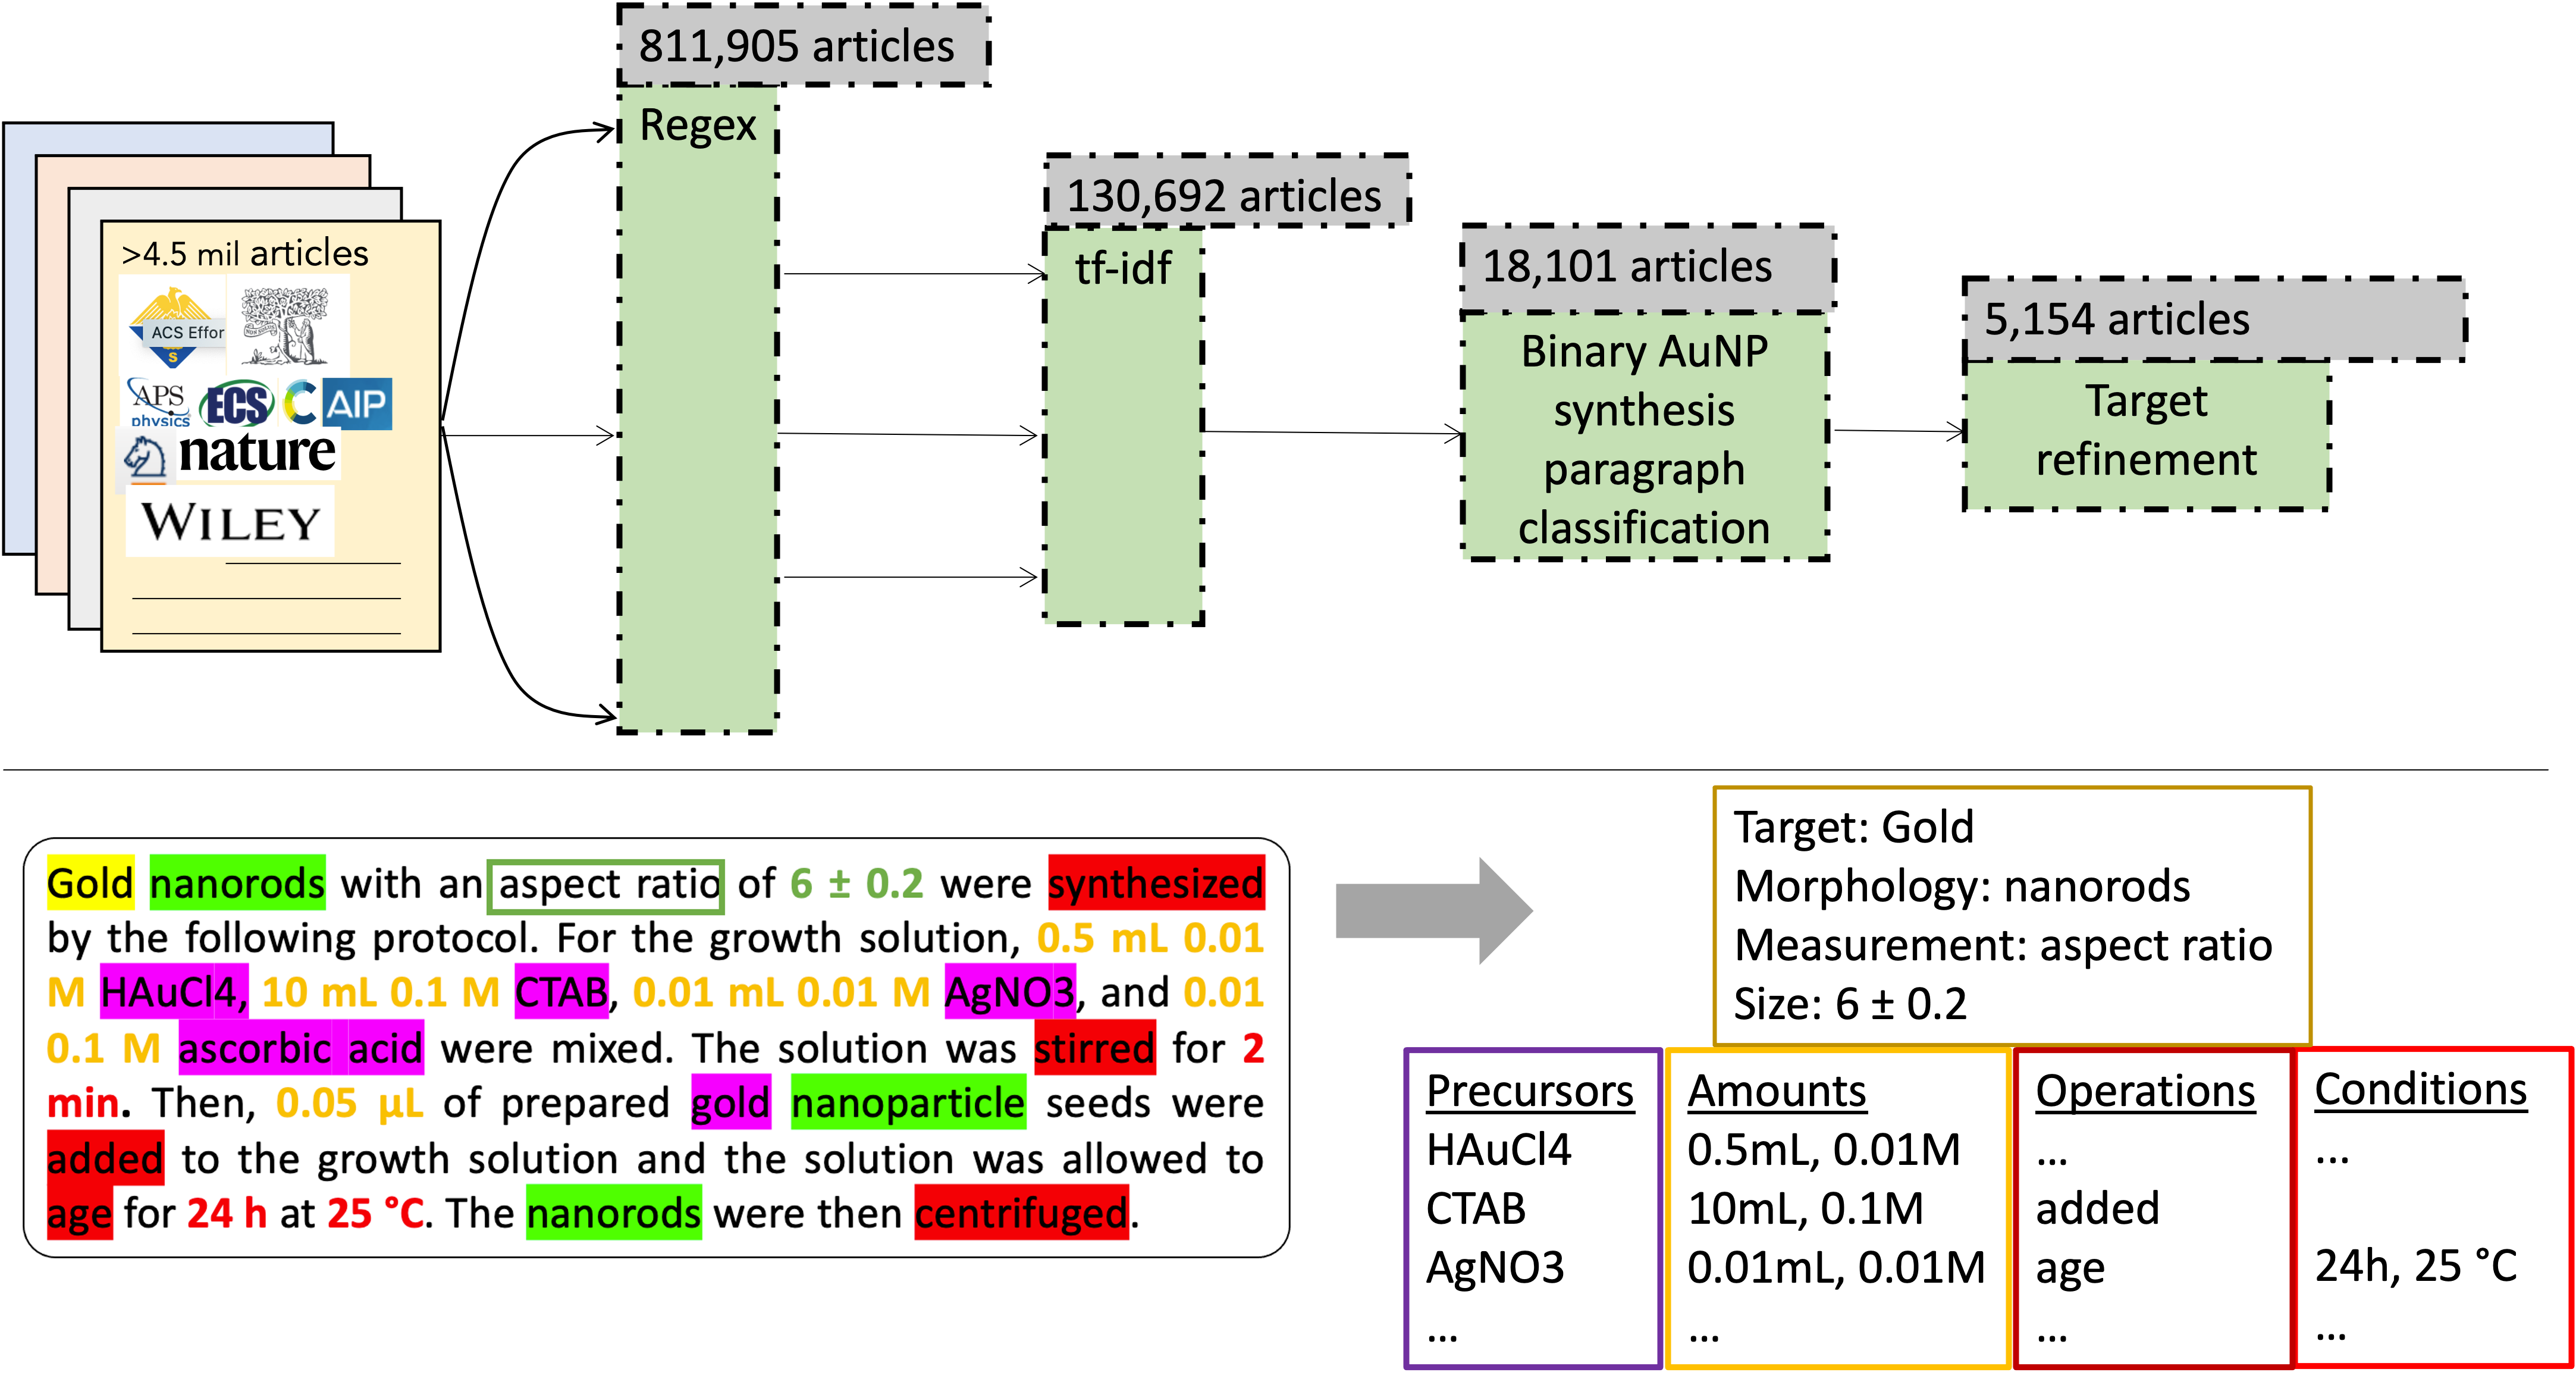 811,905 articles
Regex
130,692 articles
tf-idf
18,101 articles
Binary AuNP
synthesis
paragraph
classification
5,154 articles
Target
refinement
>4.5 mil articles
ACS Effor
S
APS
physics
ECS
C
AIP
nature
WILEY
Gold nanorods with an aspect ratio of 6 ± 0.2 were synthesized
by the following protocol. For the growth solution, 0.5 mL 0.01
M HAuCl4, 10 mL 0.1 M CTAB, 0.01 mL 0.01 M AgNO3, and 0.01
0.1 M ascorbic acid were mixed. The solution was stirred for 2
min. Then, 0.05 µL of prepared gold nanoparticle seeds were
added to the growth solution and the solution was allowed to
age for 24 h at 25 °C. The nanorods were then centrifuged.
Target: Gold
Morphology: nanorods
Measurement: aspect ratio
Size: 6 ± 0.2
Precursors
HAuCl4
CTAB
AgNO3
...
Amounts
0.5mL, 0.01M
10mL, 0.1M
0.01mL, 0.01M
...
Operations
...
added
age
...
Conditions
...
24h, 25 °C
...